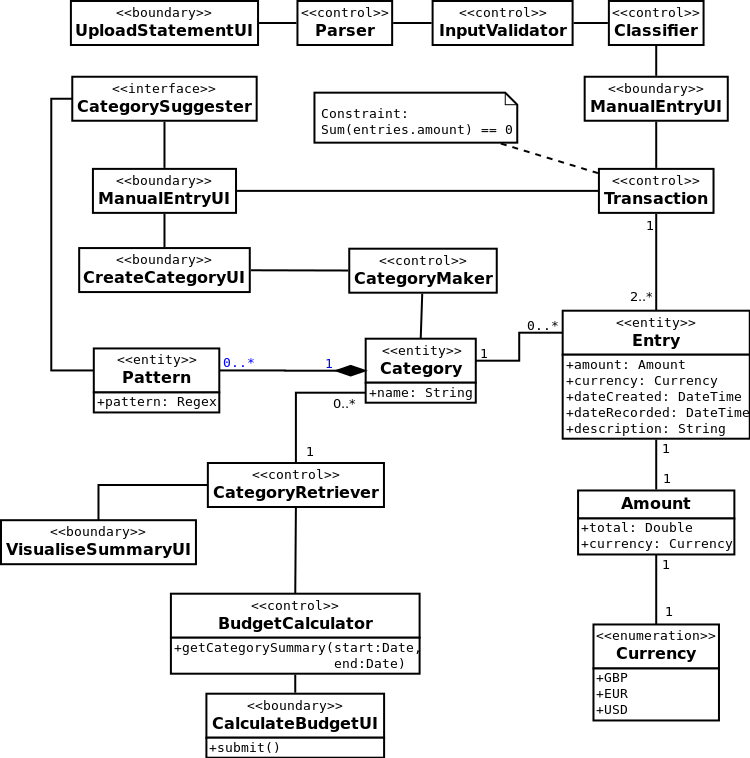 <<boundary>>
UploadStatementUI
<<control>>
Parser
<<control>>
InputValidator
<<control>>
Classifier
<<interface>>
CategorySuggester
Constraint:
Sum(entries.amount) == 0
<<boundary>>
ManualEntryUI
<<boundary>>
ManualEntryUI
<<control>>
Transaction
1
<<boundary>>
CreateCategoryUI
<<control>>
CategoryMaker
2..*
<<entity>>
Pattern
+pattern: Regex
0..*
1
<<entity>>
Category
+name: String
1
0..*
<<entity>>
Entry
+amount: Amount
+currency: Currency
+dateCreated: DateTime
+dateRecorded: DateTime
+description: String
0..*
1
1
1
<<control>>
CategoryRetriever
Amount
+total: Double
+currency: Currency
<<boundary>>
VisualiseSummaryUI
1
1
<<control>>
BudgetCalculator
+getCategorySummary(start:Date,
end:Date)
<<enumeration>>
Currency
+GBP
+EUR
+USD
<<boundary>>
CalculateBudgetUI
+submit()